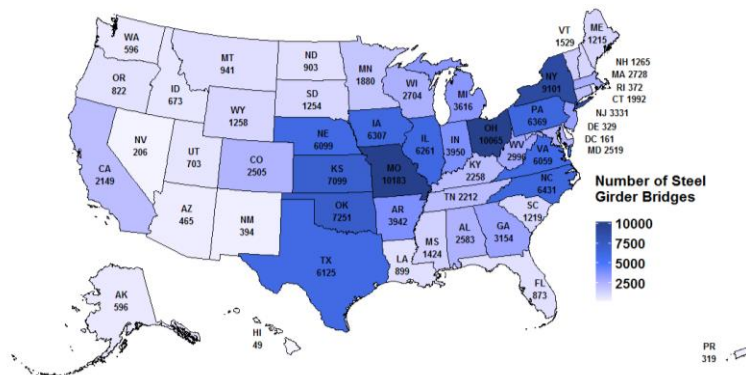 WA
596
OR
822
CA
2149
NV
206
ID
673
MT
941
WY
1258
UT
703
AZ
465
CO
2505
NM
394
ND
903
SD
1254
NE
6099
KS
7099
OK
7251
TX
6125
MN
1880
IA
6307
MO
10183
AR
3942
LA
899
WI
2704
IL
6261
MI
3616
IN
3950
OH
10065
KY
2258
TN 2212
MS
1424
AL
2583
GA
3154
FL
873
SC
1219
NC
6431
VA
6059
WV
2996
PA
6369
NY
9101
VT
1529
ME
1215
NH 1265
MA 2728
RI 372
CT 1992
NJ 3331
DE 329
DC 161
MD 2519
AK
596
HI
49
PR
319
Number of Steel
Girder Bridges
10000
7500
5000
2500